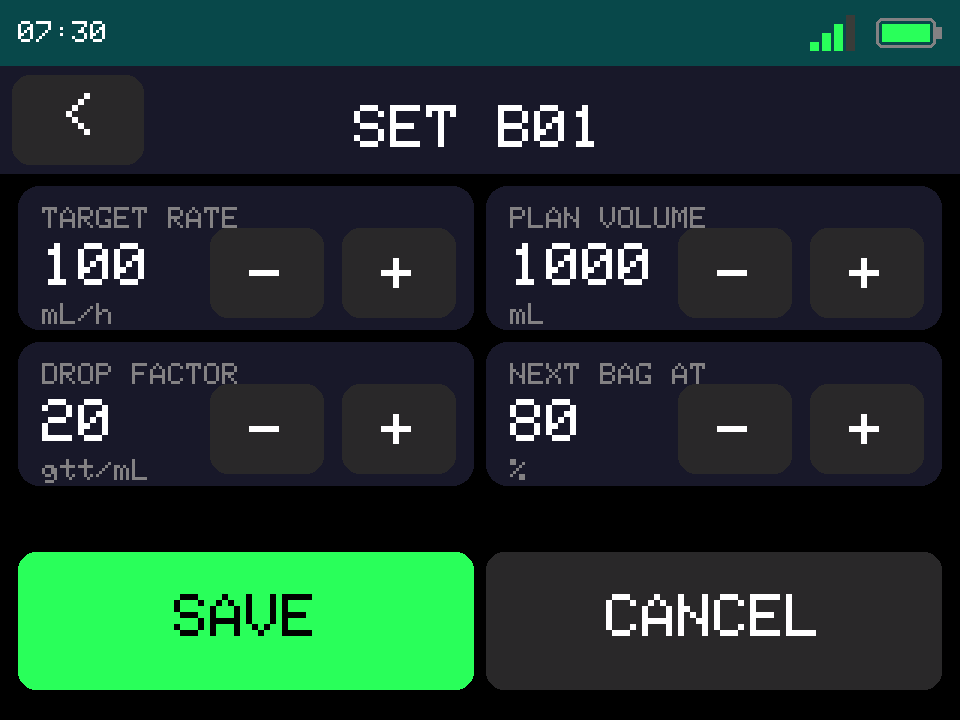 07:30
< SET B01
TARGET RATE
100 - +
mL/h
PLAN VOLUME
1000 - +
mL
DROP FACTOR
20 - +
gtt/mL
NEXT BAG AT
80 - +
%
SAVE
CANCEL